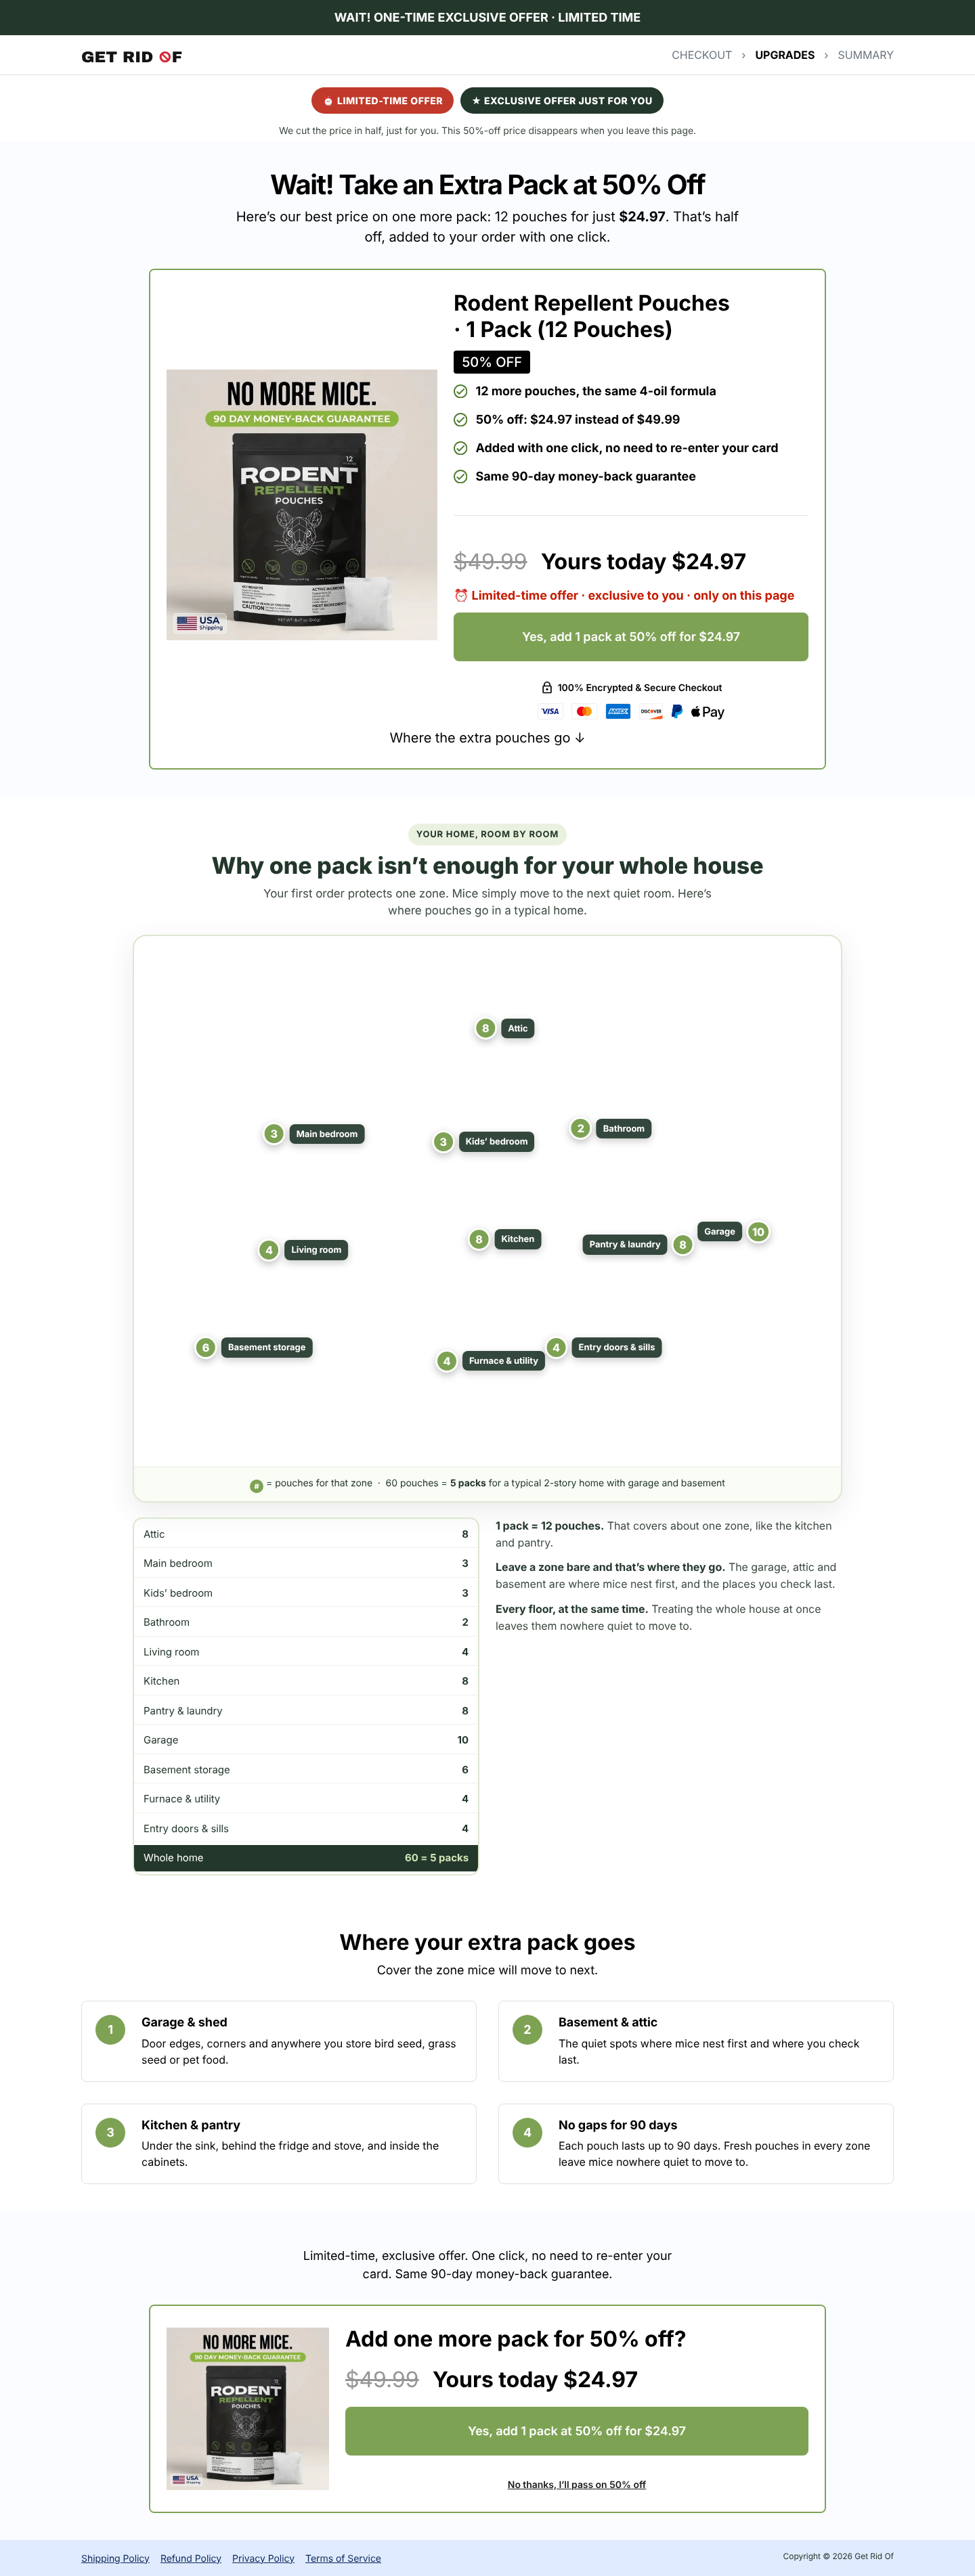 WAIT! ONE-TIME EXCLUSIVE OFFER · LIMITED TIME
GET RID OF
CHECKOUT › UPGRADES › SUMMARY
⏰ LIMITED-TIME OFFER
★ EXCLUSIVE OFFER JUST FOR YOU
We cut the price in half, just for you. This 50%-off price disappears when you leave this page.
Wait! Take an Extra Pack at 50% Off
Here’s our best price on one more pack: 12 pouches for just $24.97. That’s half
off, added to your order with one click.
NO MORE MICE.
90 DAY MONEY-BACK GUARANTEE
12
RODENT
REPELLENT
POUCHES
CAUTION
USA
Shipping
Rodent Repellent Pouches
· 1 Pack (12 Pouches)
50% OFF
12 more pouches, the same 4-oil formula
50% off: $24.97 instead of $49.99
Added with one click, no need to re-enter your card
Same 90-day money-back guarantee
$49.99 Yours today $24.97
⏰ Limited-time offer · exclusive to you · only on this page
Yes, add 1 pack at 50% off for $24.97
100% Encrypted & Secure Checkout
VISA
AMEX
DISCOVER
Pay
Where the extra pouches go ↓
YOUR HOME, ROOM BY ROOM
Why one pack isn’t enough for your whole house
Your first order protects one zone. Mice simply move to the next quiet room. Here’s
where pouches go in a typical home.
8 Attic
3 Main bedroom
3 Kids’ bedroom
2 Bathroom
4 Living room
8 Kitchen
Pantry & laundry 8
Garage 10
6 Basement storage
4 Furnace & utility
4 Entry doors & sills
# = pouches for that zone · 60 pouches = 5 packs for a typical 2-story home with garage and basement
Attic 8
Main bedroom 3
Kids’ bedroom 3
Bathroom 2
Living room 4
Kitchen 8
Pantry & laundry 8
Garage 10
Basement storage 6
Furnace & utility 4
Entry doors & sills 4
Whole home 60 = 5 packs
1 pack = 12 pouches. That covers about one zone, like the kitchen
and pantry.
Leave a zone bare and that’s where they go. The garage, attic and
basement are where mice nest first, and the places you check last.
Every floor, at the same time. Treating the whole house at once
leaves them nowhere quiet to move to.
Where your extra pack goes
Cover the zone mice will move to next.
1
Garage & shed
Door edges, corners and anywhere you store bird seed, grass
seed or pet food.
2
Basement & attic
The quiet spots where mice nest first and where you check
last.
3
Kitchen & pantry
Under the sink, behind the fridge and stove, and inside the
cabinets.
4
No gaps for 90 days
Each pouch lasts up to 90 days. Fresh pouches in every zone
leave mice nowhere quiet to move to.
Limited-time, exclusive offer. One click, no need to re-enter your
card. Same 90-day money-back guarantee.
NO MORE MICE.
90 DAY MONEY-BACK GUARANTEE
RODENT
REPELLENT
POUCHES
USA
Shipping
Add one more pack for 50% off?
$49.99 Yours today $24.97
Yes, add 1 pack at 50% off for $24.97
No thanks, I’ll pass on 50% off
Shipping Policy
Refund Policy
Privacy Policy
Terms of Service
Copyright © 2026 Get Rid Of